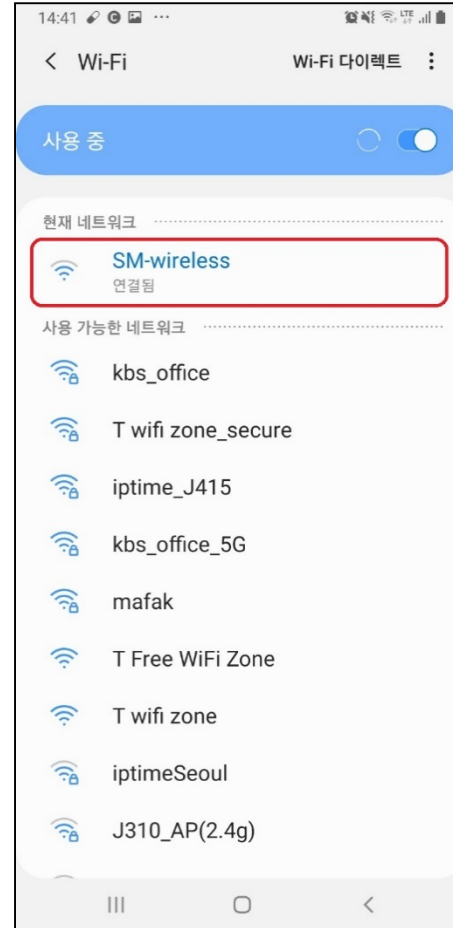 14:41
Wi-Fi
Wi-Fi 다이렉트
사용 중
현재 네트워크
SM-wireless
연결됨
사용 가능한 네트워크
kbs_office
T wifi zone_secure
iptime_J415
kbs_office_5G
mafak
T Free WiFi Zone
T wifi zone
iptimeSeoul
J310_AP(2.4g)